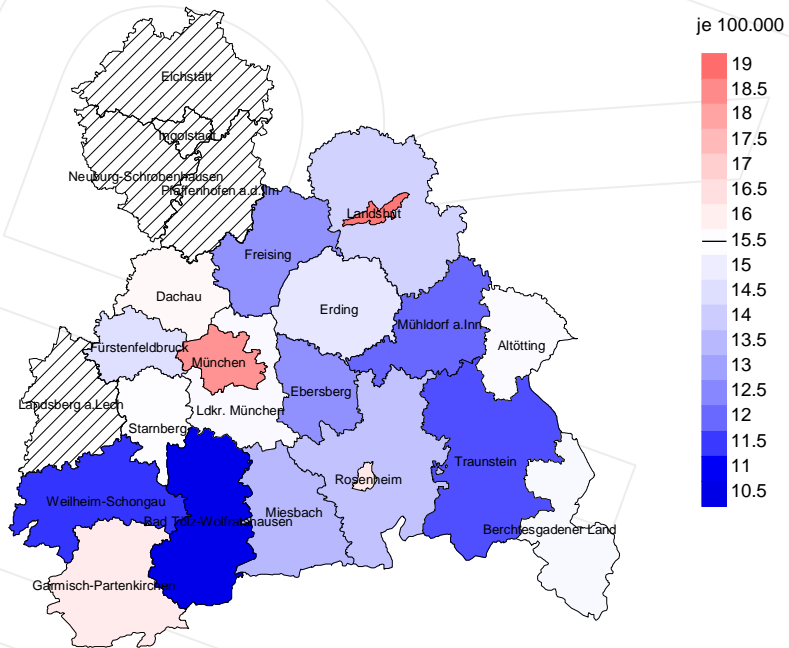 je 100.000
19
18.5
18
17.5
17
16.5
16
15.5
15
14.5
14
13.5
13
12.5
12
11.5
11
10.5
Eichstätt
Ingolstadt
Neuburg-Schrobenhausen
Pfaffenhofen a.d.Ilm
Landshut
Freising
Dachau
Erding
Mühldorf a.Inn
Altötting
Fürstenfeldbruck
München
Ebersberg
Landsberg a.Lech
Ldkr. München
Starnberg
Traunstein
Rosenheim
Weilheim-Schongau
Miesbach
Bad Tölz-Wolfratshausen
Berchtesgadener Land
Garmisch-Partenkirchen